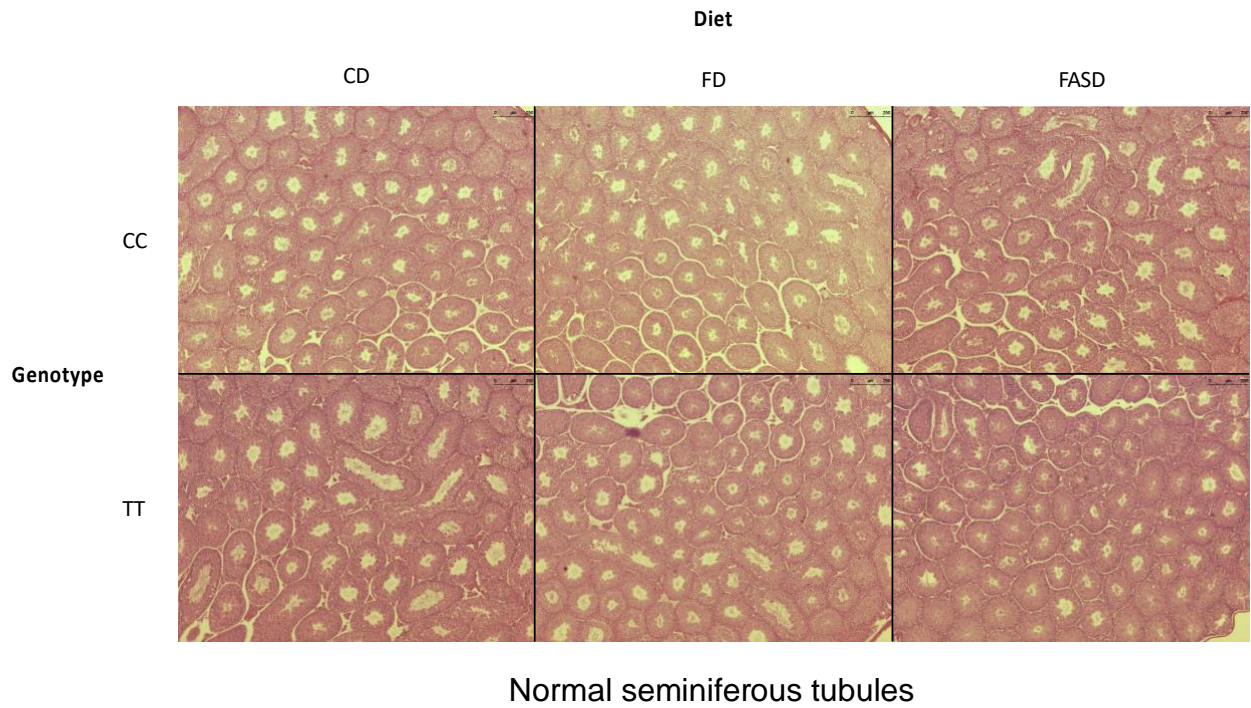 Diet
CD FD FASD
CC
Genotype
TT
Normal seminiferous tubules